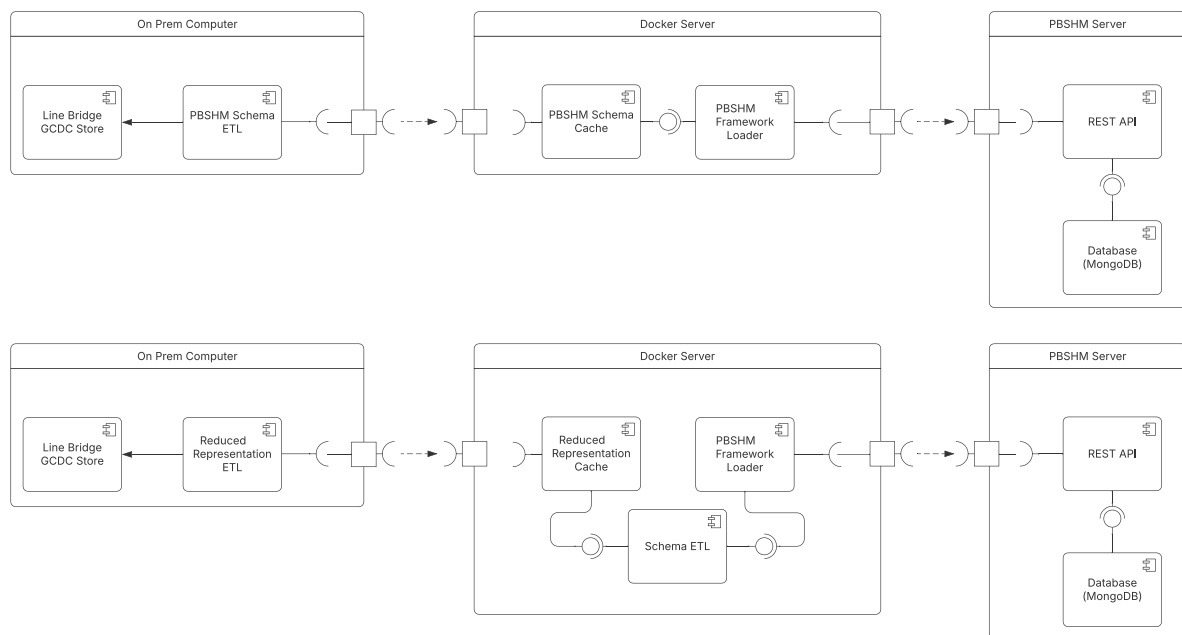 On Prem Computer
Docker Server
PBSHM Server
Line Bridge
GCDC Store
PBSHM Schema
ETL
PBSHM Schema
Cache
PBSHM
Framework
Loader
REST API
Database
(MongoDB)
On Prem Computer
Docker Server
PBSHM Server
Line Bridge
GCDC Store
Reduced
Representation
ETL
Reduced
Representation
Cache
PBSHM
Framework
Loader
REST API
Schema ETL
Database
(MongoDB)